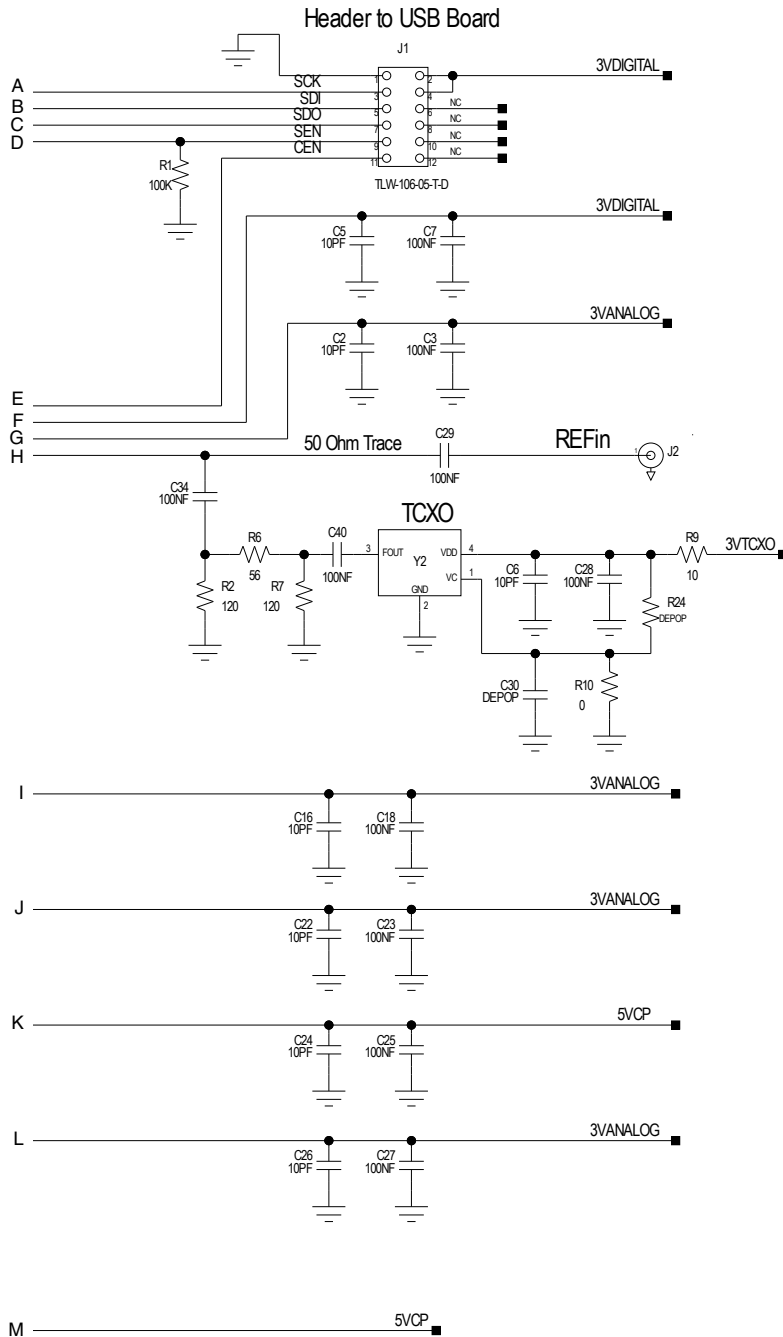 Header to USB Board
J1
3VDIGITAL
A
SCK
1
2
B
SDI
3
4
NC
C
SDO
5
6
NC
D
SEN
7
8
NC
CEN
9
10
NC
11
12
R1
100K
TLW-106-05-T-D
3VDIGITAL
C5
10PF
C7
100NF
3VANALOG
C2
10PF
C3
100NF
E
F
G
H
50 Ohm Trace
C29
100NF
REFin
1
J2
C34
100NF
TCXO
R6
56
C40
100NF
3
FOUT
Y2
VDD
4
VC
1
GND
2
R9
10
3VTCXO
R2
120
R7
120
C6
10PF
C28
100NF
R24
DEPOP
C30
DEPOP
R10
0
I
3VANALOG
C16
10PF
C18
100NF
J
3VANALOG
C22
10PF
C23
100NF
K
5VCP
C24
10PF
C25
100NF
L
3VANALOG
C26
10PF
C27
100NF
M
5VCP